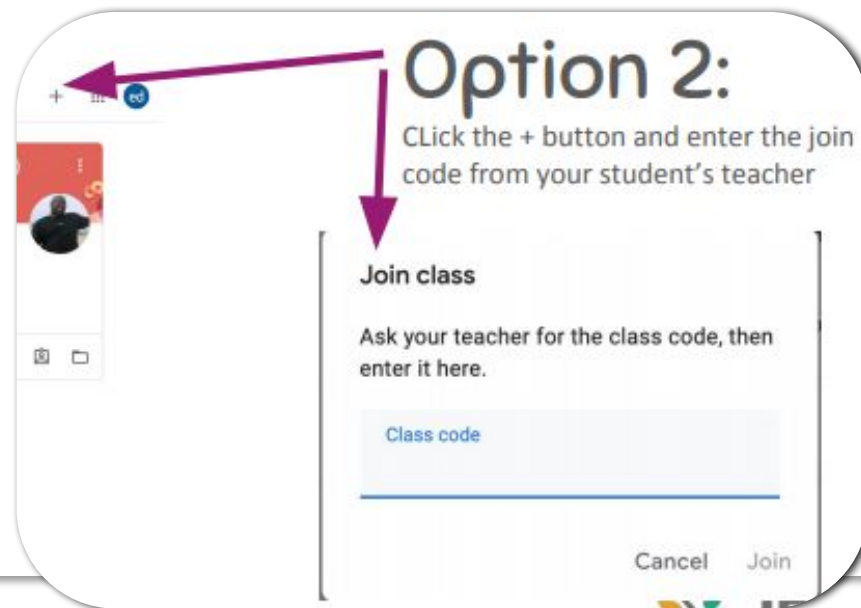 Option 2:
CLick the + button and enter the join
code from your student's teacher
+
ed
Join class
Ask your teacher for the class code, then
enter it here.
Class code
Cancel Join